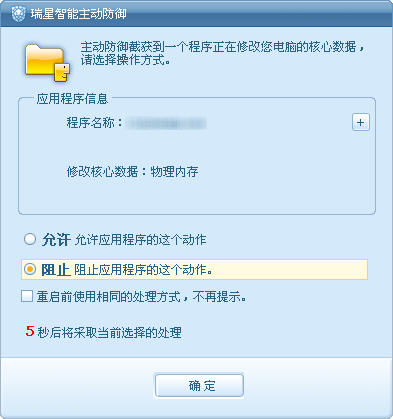 瑞星智能主动防御
主动防御截获到一个程序正在修改您电脑的核心数据，
请选择操作方式。
应用程序信息
程序名称：
修改核心数据：物理内存
允许 允许应用程序的这个动作
阻止 阻止应用程序的这个动作。
重启前使用相同的处理方式，不再提示。
5 秒后将采取当前选择的处理
确 定